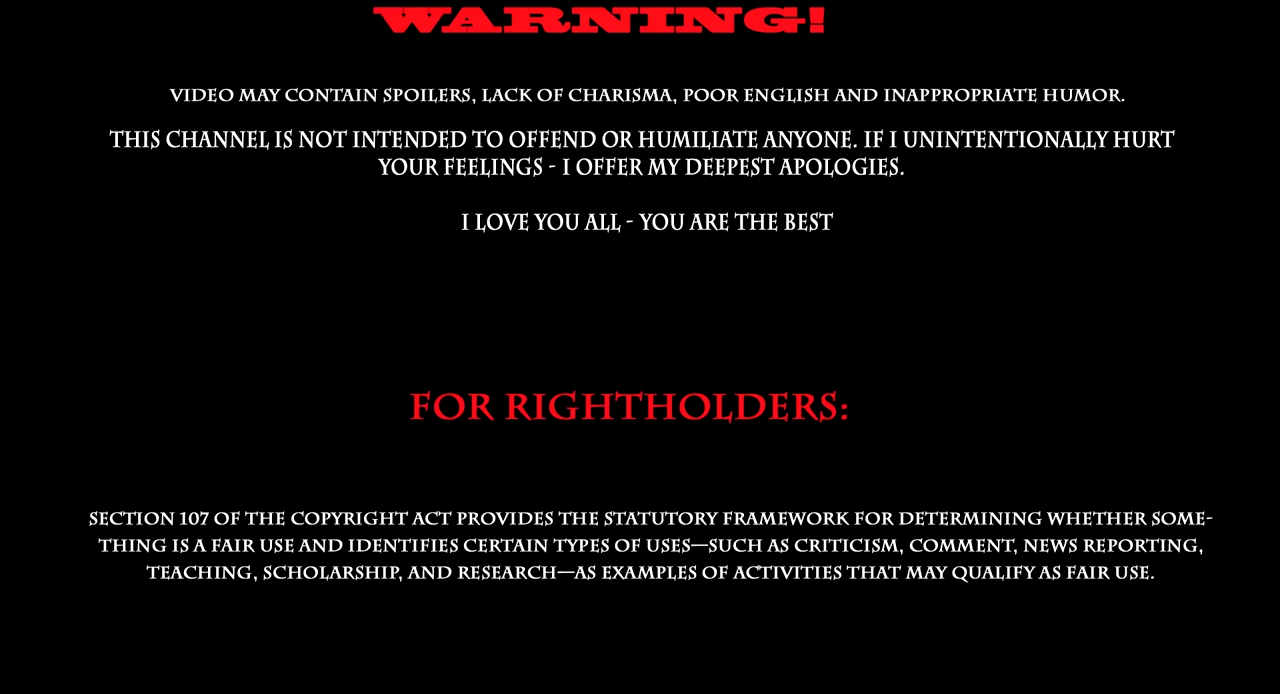 WARNING!
VIDEO MAY CONTAIN SPOILERS, LACK OF CHARISMA, POOR ENGLISH AND INAPPROPRIATE HUMOR.
THIS CHANNEL IS NOT INTENDED TO OFFEND OR HUMILIATE ANYONE. IF I UNINTENTIONALLY HURT
YOUR FEELINGS - I OFFER MY DEEPEST APOLOGIES.
I LOVE YOU ALL - YOU ARE THE BEST
FOR RIGHTHOLDERS:
SECTION 107 OF THE COPYRIGHT ACT PROVIDES THE STATUTORY FRAMEWORK FOR DETERMINING WHETHER SOME-
THING IS A FAIR USE AND IDENTIFIES CERTAIN TYPES OF USES—SUCH AS CRITICISM, COMMENT, NEWS REPORTING,
TEACHING, SCHOLARSHIP, AND RESEARCH—AS EXAMPLES OF ACTIVITIES THAT MAY QUALIFY AS FAIR USE.